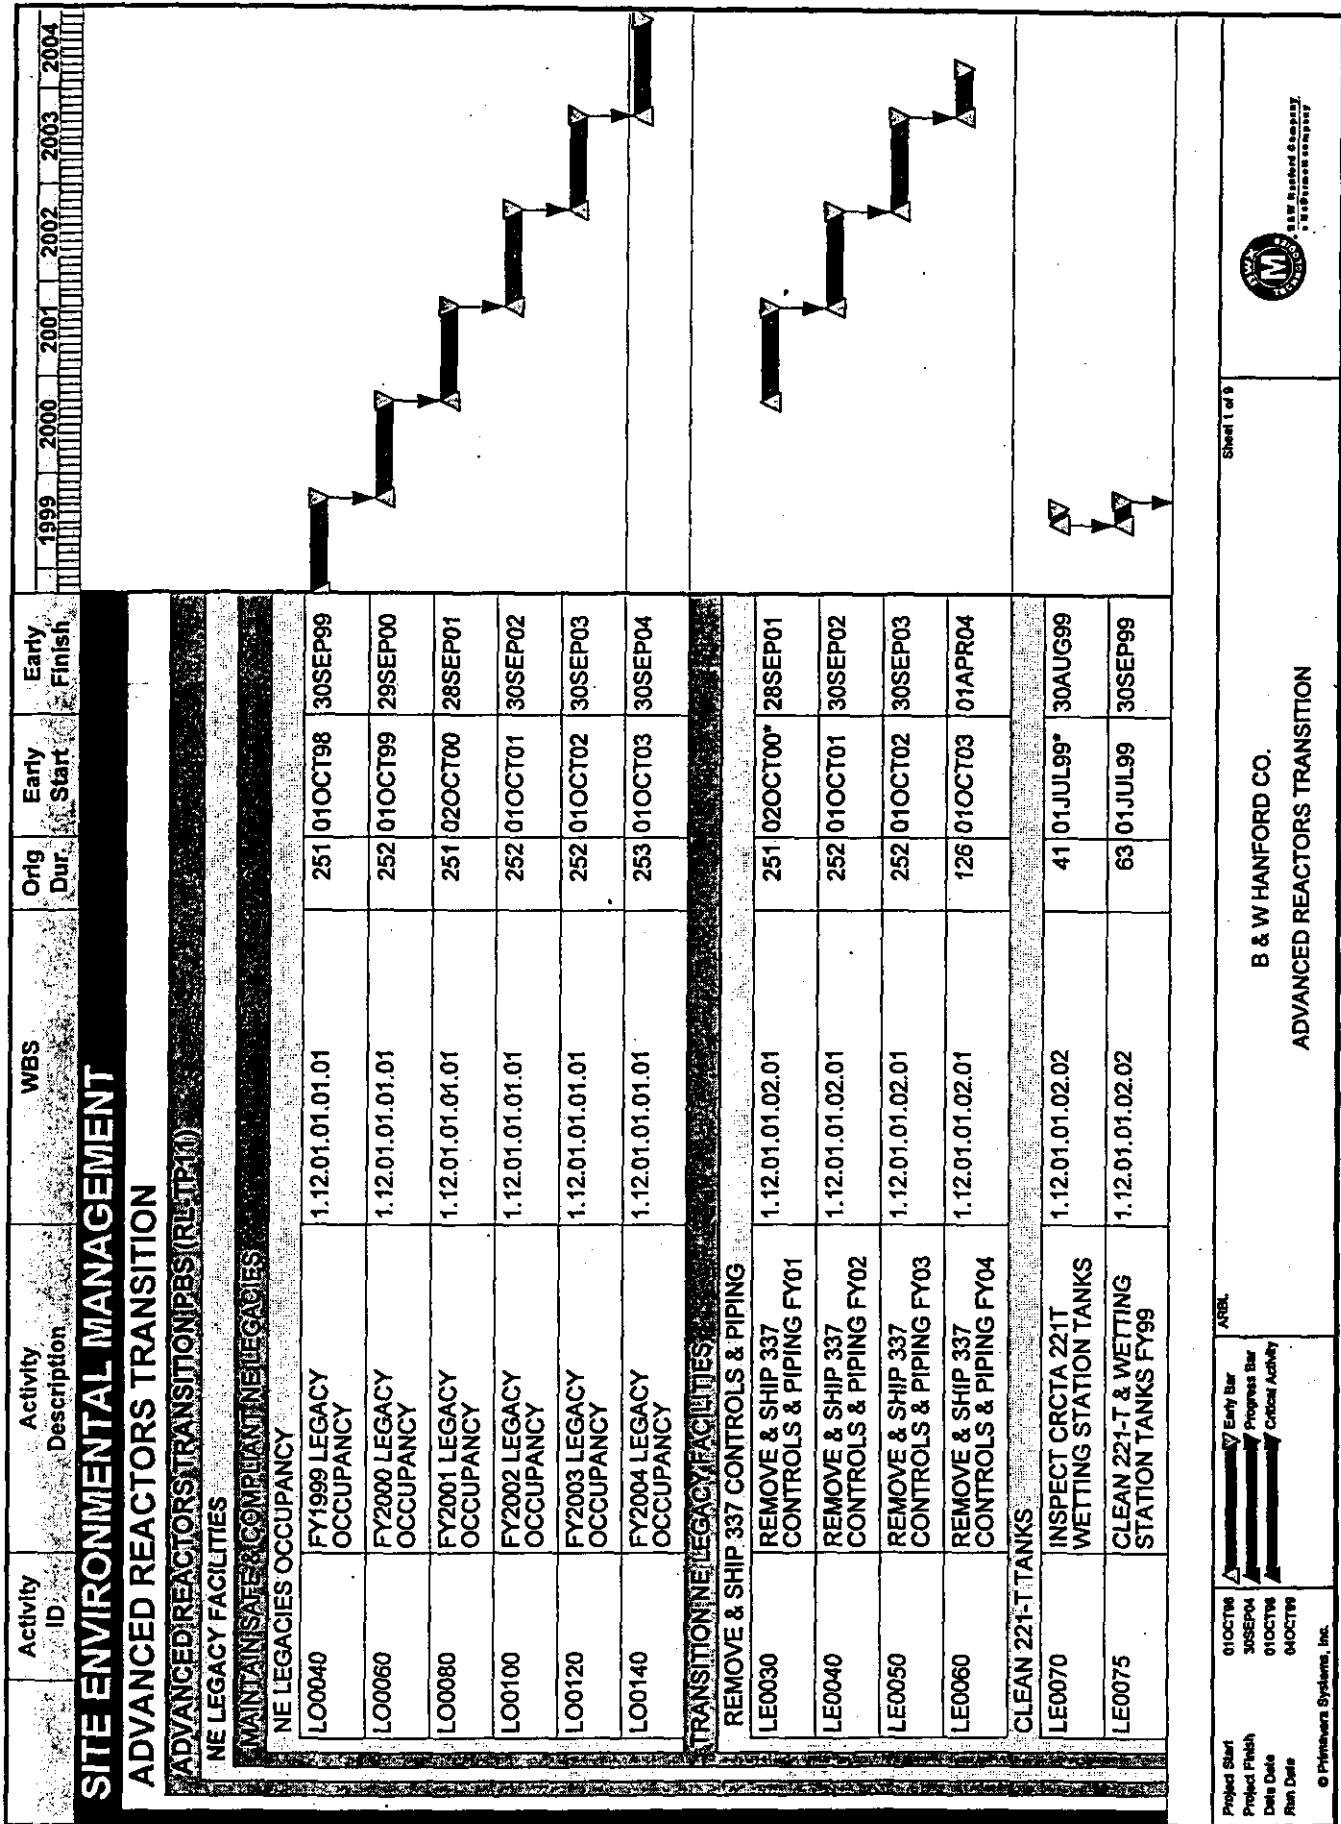 Activity ID Activity Description WBS Orig Dur. Early Start Early Finish 1999 2000 2001 2002 2003 2004
SITE ENVIRONMENTAL MANAGEMENT
ADVANCED REACTORS TRANSITION
ADVANCED REACTORS TRANSITION PBS (RL-TP11)
NE LEGACY FACILITIES
MAINTAIN SAFE & COMPLIANT NE LEGACIES
NE LEGACIES OCCUPANCY
LO0040 FY1999 LEGACY 1.12.01.01.01.01 251 01OCT98 30SEP99
OCCUPANCY
LO0060 FY2000 LEGACY 1.12.01.01.01.01 252 01OCT99 29SEP00
OCCUPANCY
LO0080 FY2001 LEGACY 1.12.01.01.01.01 251 02OCT00 28SEP01
OCCUPANCY
LO0100 FY2002 LEGACY 1.12.01.01.01.01 252 01OCT01 30SEP02
OCCUPANCY
LO0120 FY2003 LEGACY 1.12.01.01.01.01 252 01OCT02 30SEP03
OCCUPANCY
LO0140 FY2004 LEGACY 1.12.01.01.01.01 253 01OCT03 30SEP04
OCCUPANCY
TRANSITION NE LEGACY FACILITIES
REMOVE & SHIP 337 CONTROLS & PIPING
LE0030 REMOVE & SHIP 337 1.12.01.01.02.01 251 02OCT00* 28SEP01
CONTROLS & PIPING FY01
LE0040 REMOVE & SHIP 337 1.12.01.01.02.01 252 01OCT01 30SEP02
CONTROLS & PIPING FY02
LE0050 REMOVE & SHIP 337 1.12.01.01.02.01 252 01OCT02 30SEP03
CONTROLS & PIPING FY03
LE0060 REMOVE & SHIP 337 1.12.01.01.02.01 126 01OCT03 01APR04
CONTROLS & PIPING FY04
CLEAN 221-T TANKS
LE0070 INSPECT CRCTA 221T 1.12.01.01.02.02 41 01JUL99* 30AUG99
WETTING STATION TANKS
LE0075 CLEAN 221-T & WETTING 1.12.01.01.02.02 63 01JUL99 30SEP99
STATION TANKS FY99
Project Start 01OCT98
Project Finish 30SEP04
Data Date 01OCT98
Run Date 04OCT99
© Primavera Systems, Inc.
Early Bar
Progress Bar
Critical Activity
ARBL
Sheet 1 of 9
B & W HANFORD CO.
ADVANCED REACTORS TRANSITION
B&W Hanford Company
a McDermott company